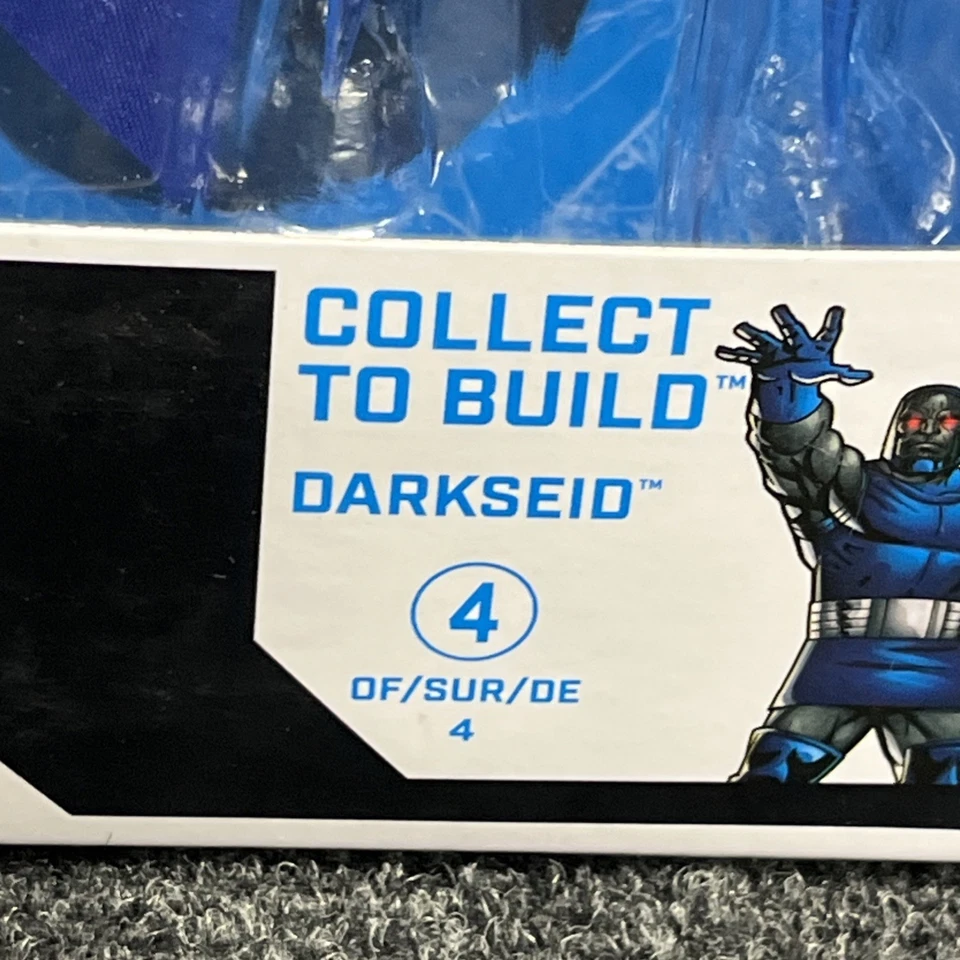 COLLECT
TO BUILD™
DARKSEID™
4
OF/SUR/DE
4